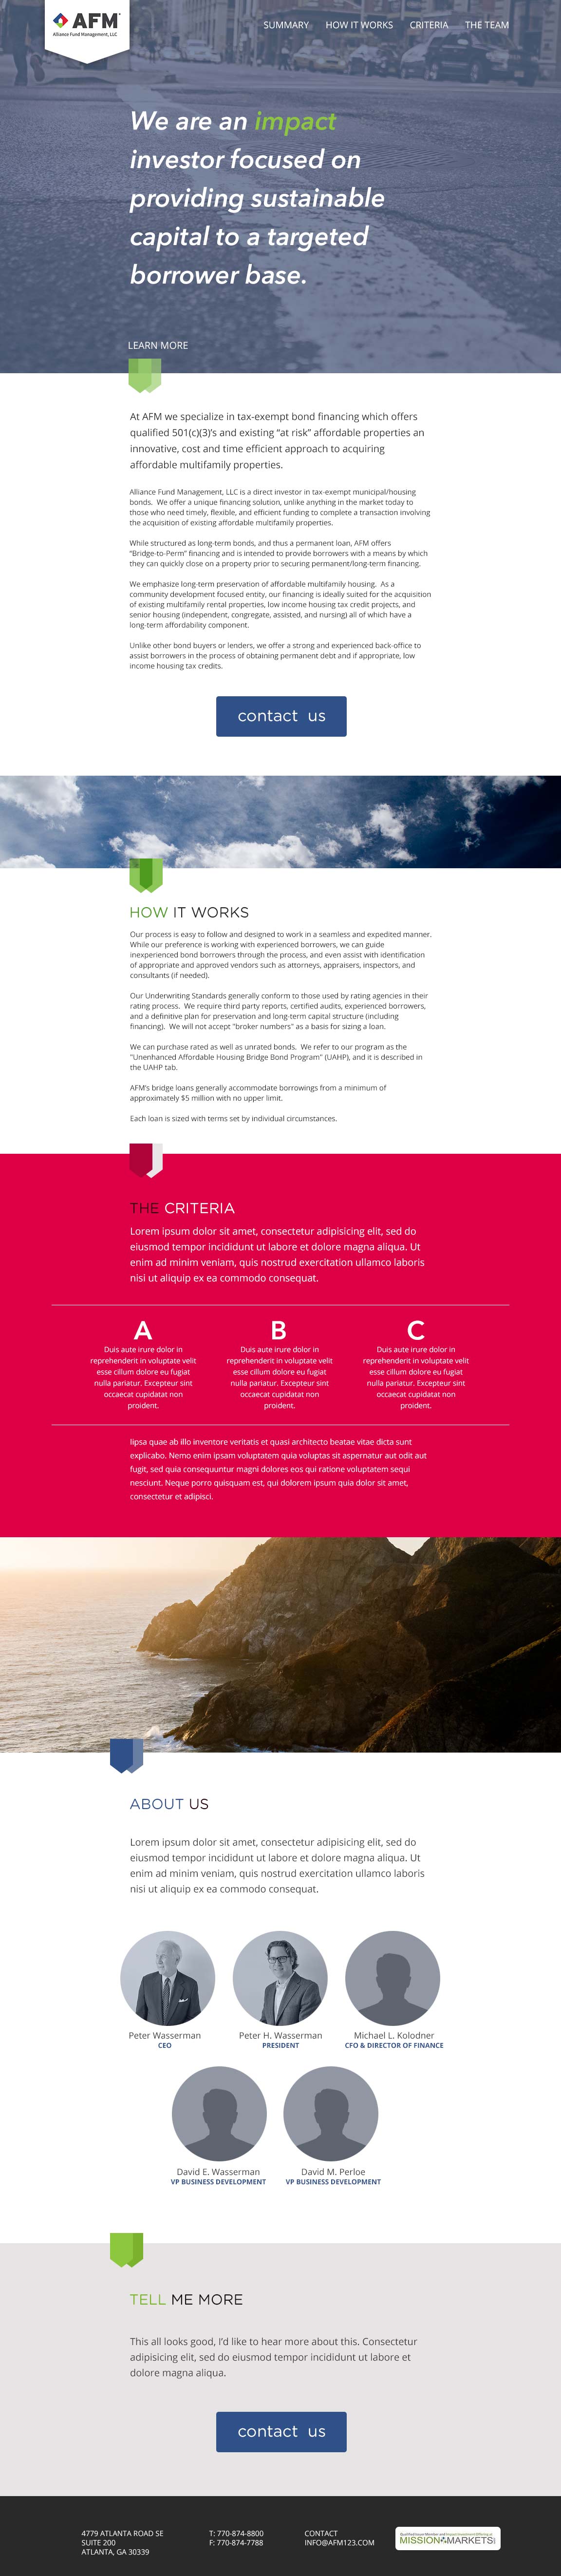 AFM
Alliance Fund Management, LLC
SUMMARY HOW IT WORKS CRITERIA THE TEAM
We are an impact
investor focused on
providing sustainable
capital to a targeted
borrower base.
LEARN MORE
At AFM we specialize in tax-exempt bond financing which offers
qualified 501(c)(3)'s and existing "at risk" affordable properties an
innovative, cost and time efficient approach to acquiring
affordable multifamily properties.
Alliance Fund Management, LLC is a direct investor in tax-exempt municipal/housing
bonds. We offer a unique financing solution, unlike anything in the market today to
those who need timely, flexible, and efficient funding to complete a transaction involving
the acquisition of existing affordable multifamily properties.
While structured as long-term bonds, and thus a permanent loan, AFM offers
"Bridge-to-Perm" financing and is intended to provide borrowers with a means by which
they can quickly close on a property prior to securing permanent/long-term financing.
We emphasize long-term preservation of affordable multifamily housing. As a
community development focused entity, our financing is ideally suited for the acquisition
of existing multifamily rental properties, low income housing tax credit projects, and
senior housing (independent, congregate, assisted, and nursing) all of which have a
long-term affordability component.
Unlike other bond buyers or lenders, we offer a strong and experienced back-office to
assist borrowers in the process of obtaining permanent debt and if appropriate, low
income housing tax credits.
contact us
HOW IT WORKS
Our process is easy to follow and designed to work in a seamless and expedited manner.
While our preference is working with experienced borrowers, we can guide
inexperienced bond borrowers through the process, and even assist with identification
of appropriate and approved vendors such as attorneys, appraisers, inspectors, and
consultants (if needed).
Our Underwriting Standards generally conform to those used by rating agencies in their
rating process. We require third party reports, certified audits, experienced borrowers,
and a definitive plan for preservation and long-term capital structure (including
financing). We will not accept "broker numbers" as a basis for sizing a loan.
We can purchase rated as well as unrated bonds. We refer to our program as the
"Unenhanced Affordable Housing Bridge Bond Program" (UAHP), and it is described in
the UAHP tab.
AFM's bridge loans generally accommodate borrowings from a minimum of
approximately $5 million with no upper limit.
Each loan is sized with terms set by individual circumstances.
THE CRITERIA
Lorem ipsum dolor sit amet, consectetur adipisicing elit, sed do
eiusmod tempor incididunt ut labore et dolore magna aliqua. Ut
enim ad minim veniam, quis nostrud exercitation ullamco laboris
nisi ut aliquip ex ea commodo consequat.
A
Duis aute irure dolor in
reprehenderit in voluptate velit
esse cillum dolore eu fugiat
nulla pariatur. Excepteur sint
occaecat cupidatat non
proident.
B
Duis aute irure dolor in
reprehenderit in voluptate velit
esse cillum dolore eu fugiat
nulla pariatur. Excepteur sint
occaecat cupidatat non
proident.
C
Duis aute irure dolor in
reprehenderit in voluptate velit
esse cillum dolore eu fugiat
nulla pariatur. Excepteur sint
occaecat cupidatat non
proident.
Iipsa quae ab illo inventore veritatis et quasi architecto beatae vitae dicta sunt
explicabo. Nemo enim ipsam voluptatem quia voluptas sit aspernatur aut odit aut
fugit, sed quia consequuntur magni dolores eos qui ratione voluptatem sequi
nesciunt. Neque porro quisquam est, qui dolorem ipsum quia dolor sit amet,
consectetur et adipisci.
ABOUT US
Lorem ipsum dolor sit amet, consectetur adipisicing elit, sed do
eiusmod tempor incididunt ut labore et dolore magna aliqua. Ut
enim ad minim veniam, quis nostrud exercitation ullamco laboris
nisi ut aliquip ex ea commodo consequat.
Peter Wasserman
CEO
Peter H. Wasserman
PRESIDENT
Michael L. Kolodner
CFO & DIRECTOR OF FINANCE
David E. Wasserman
VP BUSINESS DEVELOPMENT
David M. Perloe
VP BUSINESS DEVELOPMENT
TELL ME MORE
This all looks good, I'd like to hear more about this. Consectetur
adipisicing elit, sed do eiusmod tempor incididunt ut labore et
dolore magna aliqua.
contact us
4779 ATLANTA ROAD SE
SUITE 200
ATLANTA, GA 30339
T: 770-874-8800
F: 770-874-7788
CONTACT
INFO@AFM123.COM
MISSION MARKETS